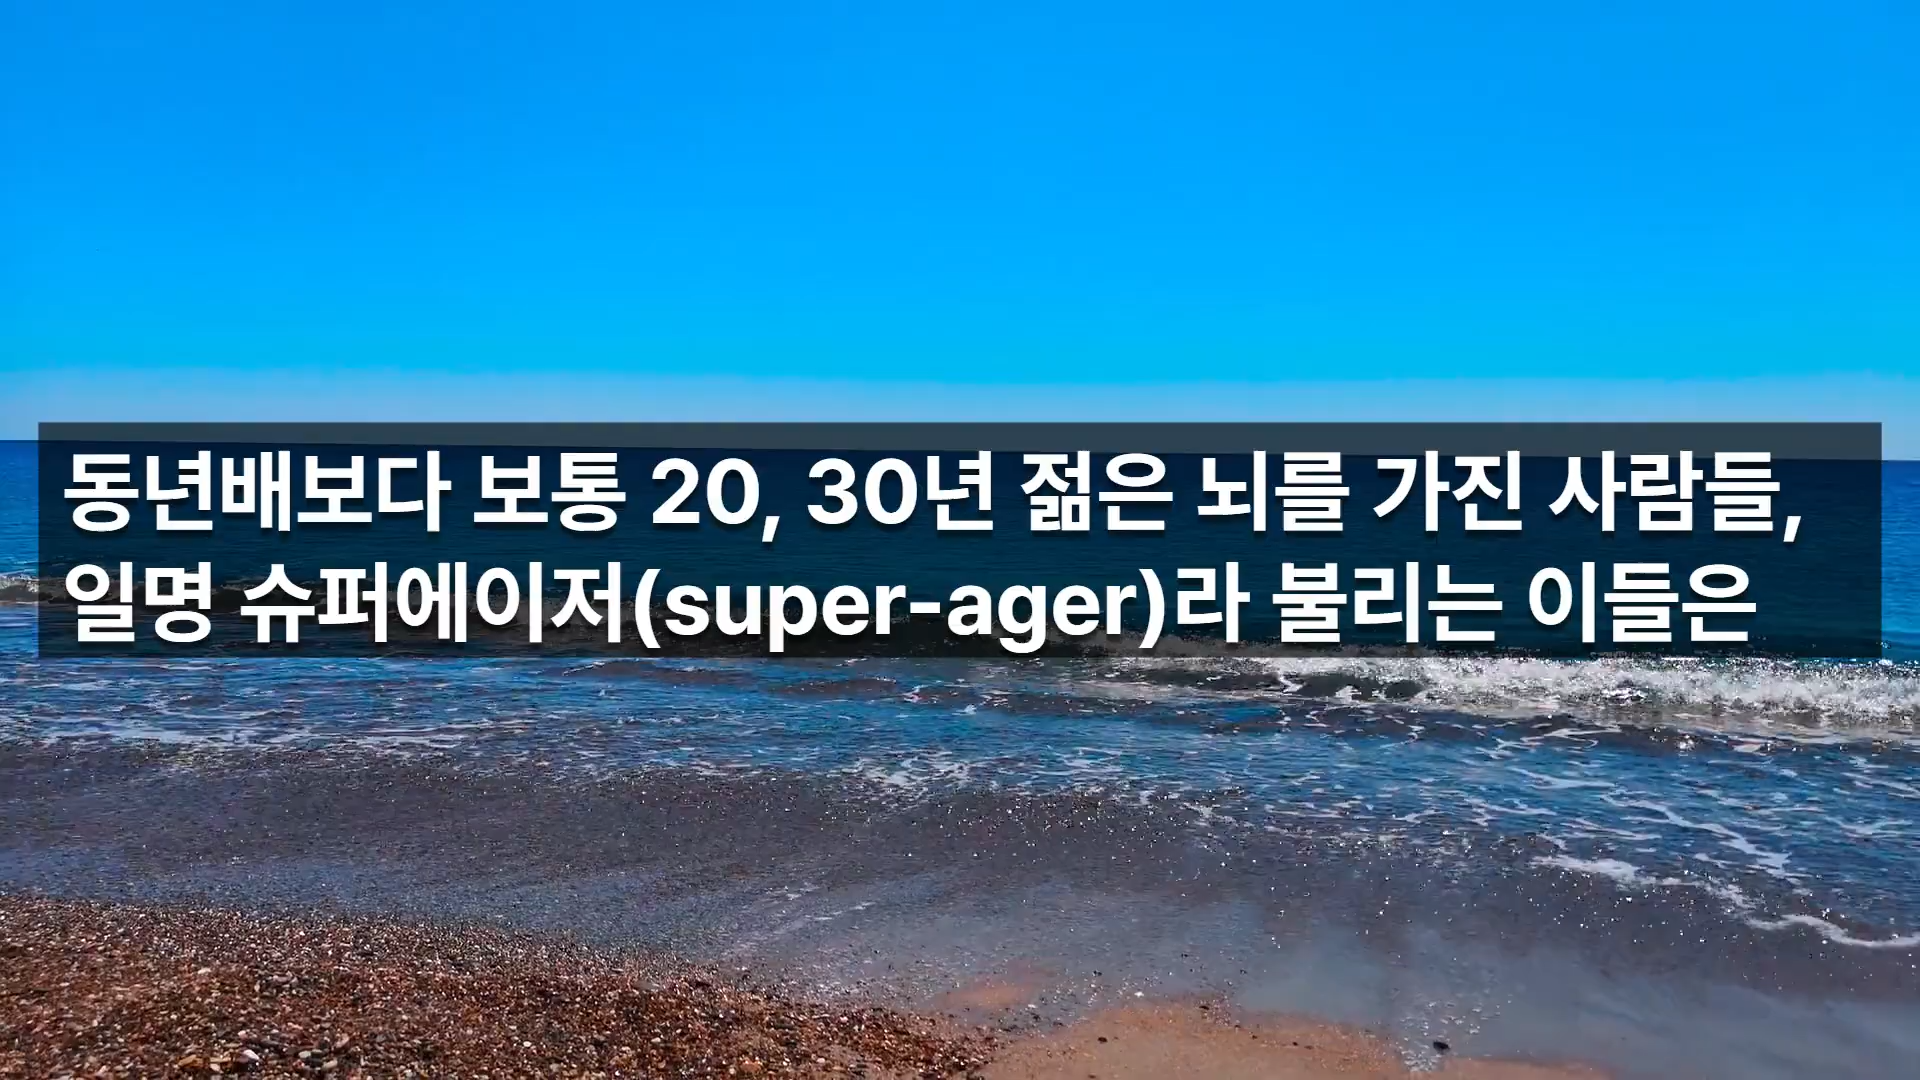 동년배보다 보통 20, 30년 젊은 뇌를 가진 사람들,
일명 슈퍼에이저(super-ager)라 불리는 이들은